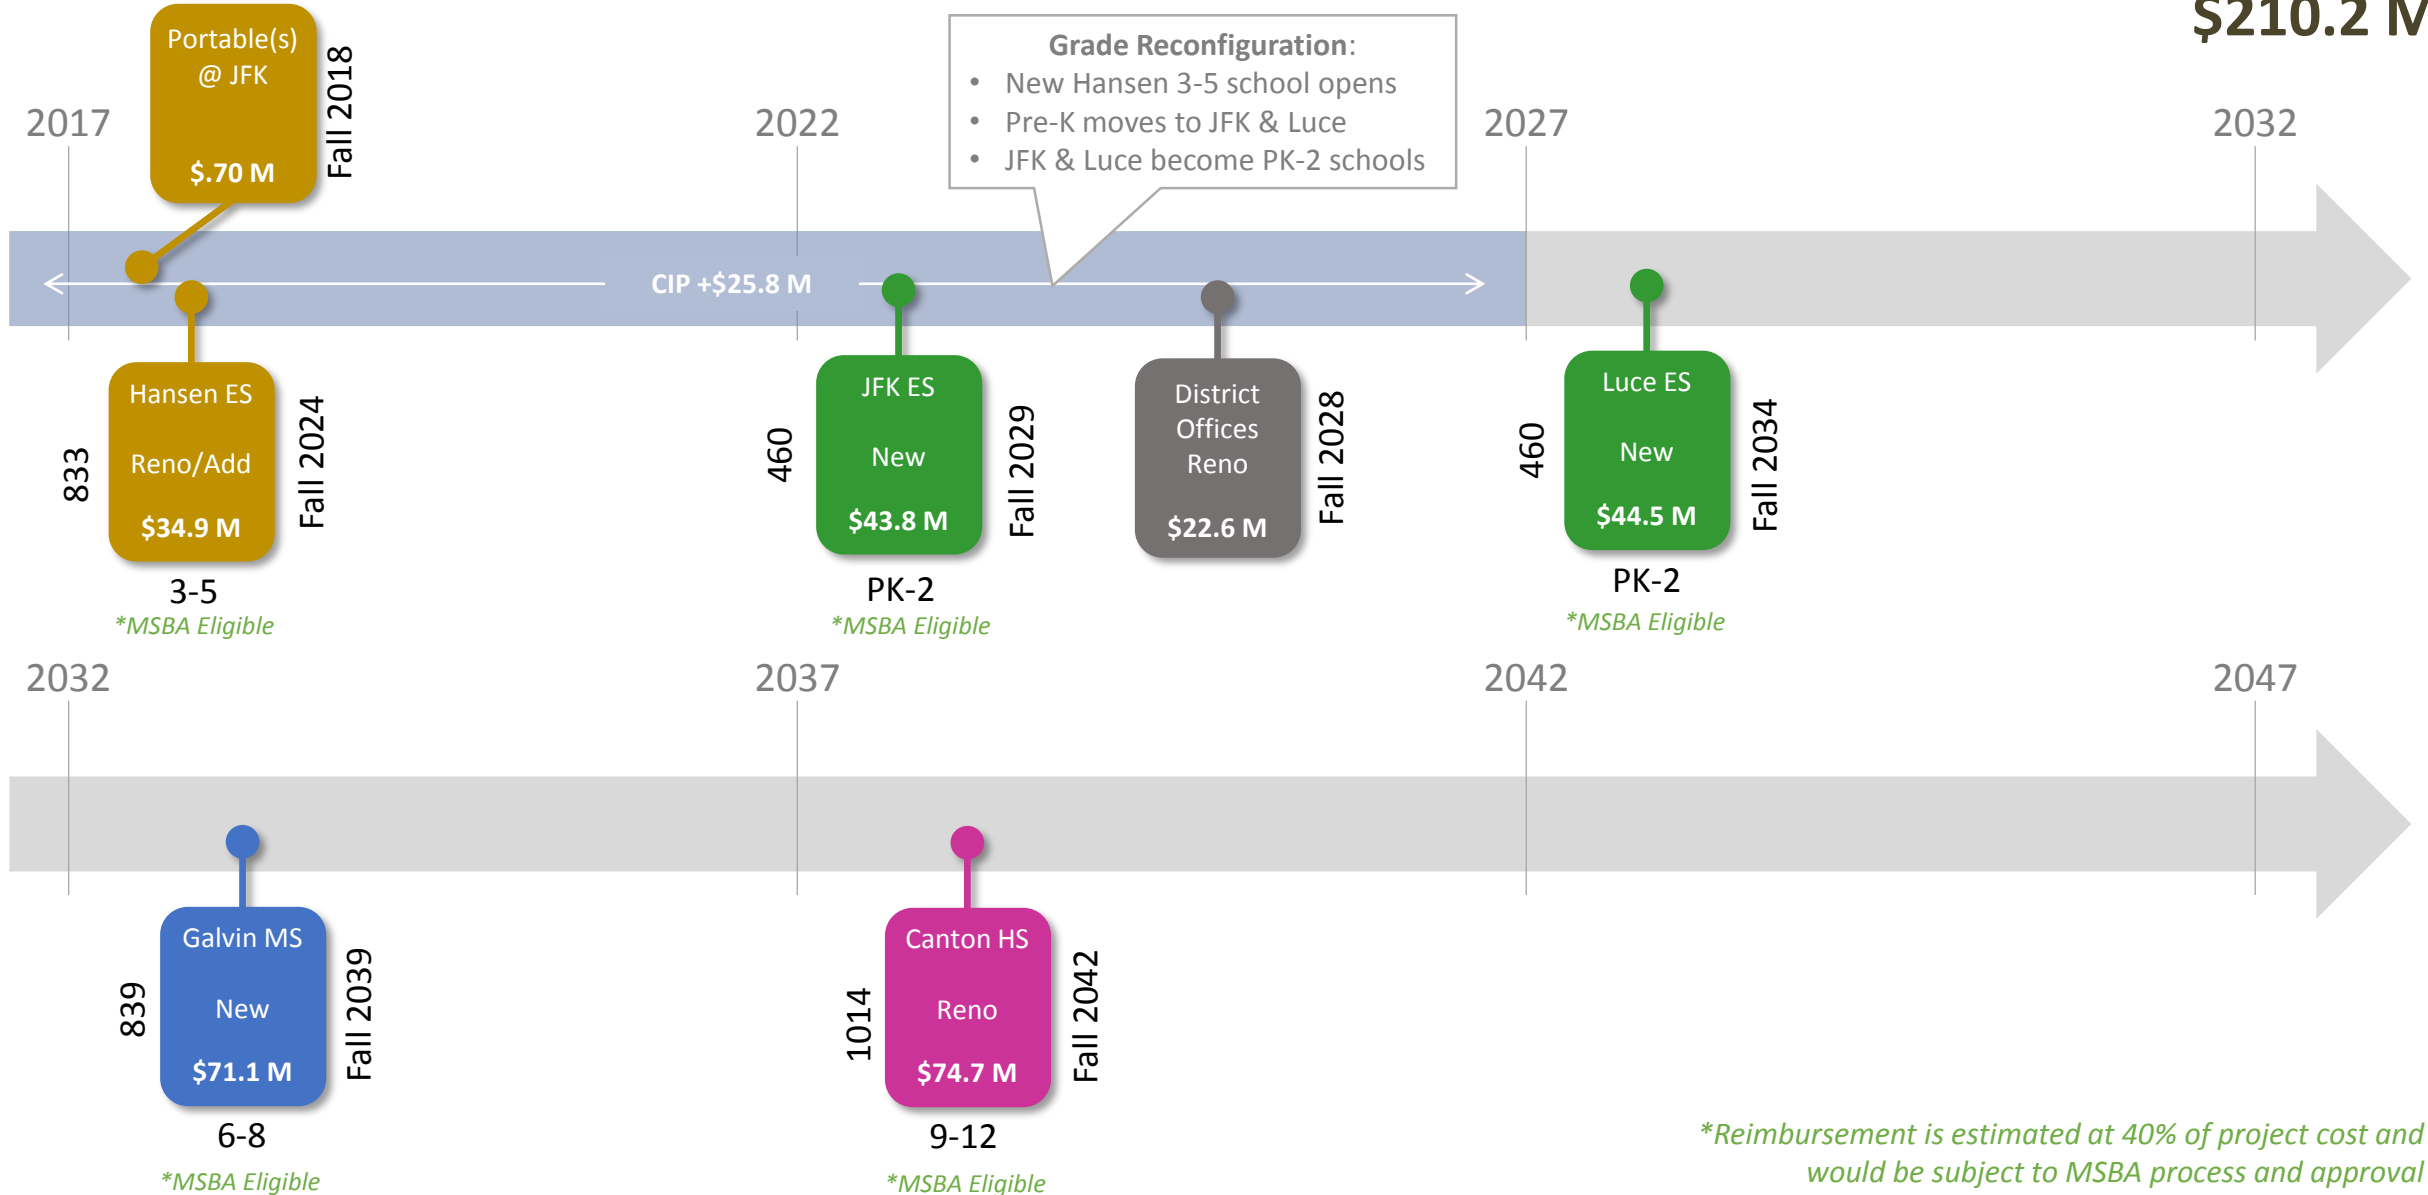 $210.2 M
Portable(s)
@ JFK
$.70 M
Fall 2018
Grade Reconfiguration:
• New Hansen 3-5 school opens
• Pre-K moves to JFK & Luce
• JFK & Luce become PK-2 schools
2017
2022
2027
2032
CIP +$25.8 M
833
Hansen ES
Reno/Add
$34.9 M
Fall 2024
3-5
*MSBA Eligible
460
JFK ES
New
$43.8 M
Fall 2029
PK-2
*MSBA Eligible
District
Offices
Reno
$22.6 M
Fall 2028
460
Luce ES
New
$44.5 M
Fall 2034
PK-2
*MSBA Eligible
2032
2037
2042
2047
839
Galvin MS
New
$71.1 M
Fall 2039
6-8
*MSBA Eligible
1014
Canton HS
Reno
$74.7 M
Fall 2042
9-12
*MSBA Eligible
*Reimbursement is estimated at 40% of project cost and
would be subject to MSBA process and approval